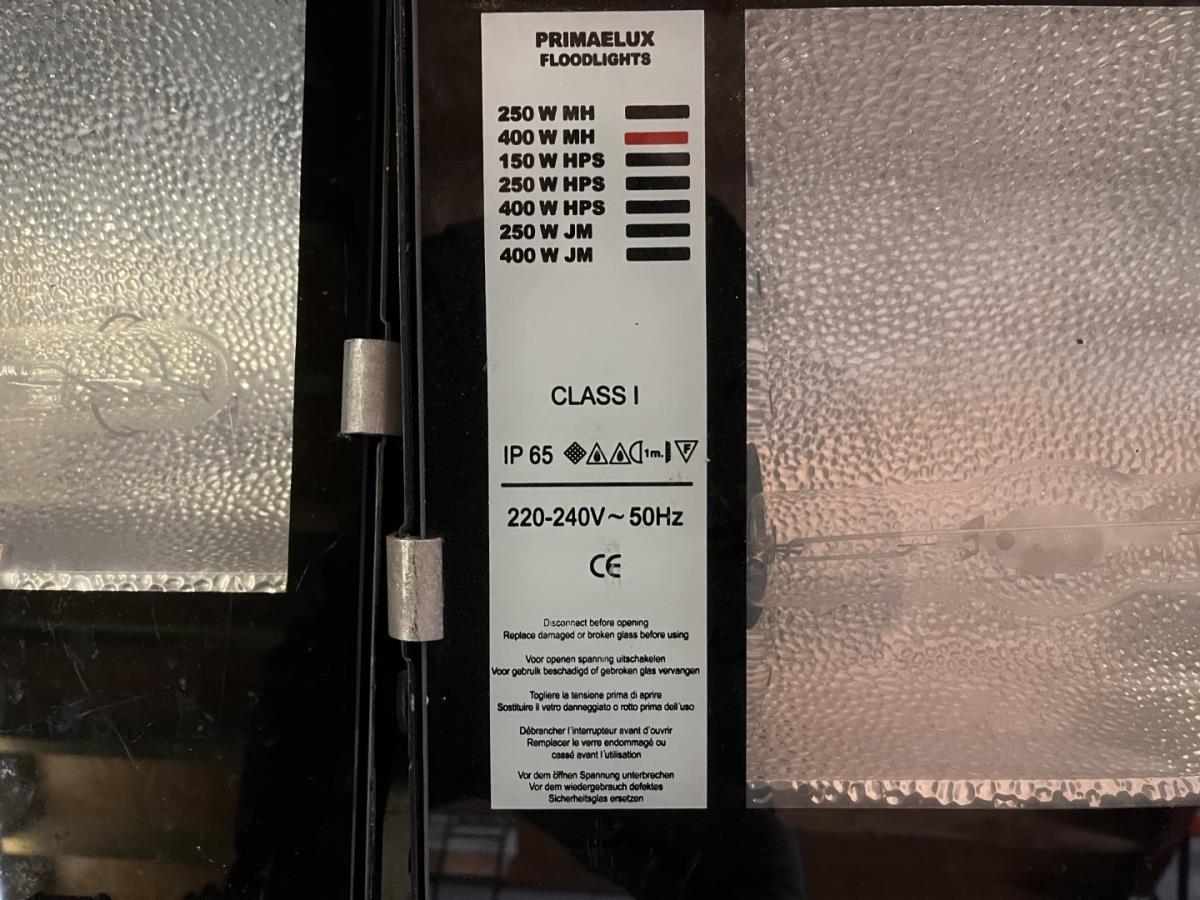 PRIMAELUX
FLOODLIGHTS
250 W MH
400 W MH
150 W HPS
250 W HPS
400 W HPS
250 W JM
400 W JM
CLASS I
IP 65 1m. F
220-240V ~ 50Hz
CE
Disconnect before opening
Replace damaged or broken glass before using
Voor openen spanning uitschakelen
Voor gebruik beschadigd of gebroken glas vervangen
Togliere la tensione prima di aprire
Sostituire il vetro danneggiato o rotto prima dell'uso
Débrancher l'interrupteur avant d'ouvrir
Remplacer le verre endommagé ou
cassé avant l'utilisation
Vor dem öffnen Spannung unterbrechen
Vor dem wiedergebrauch defektes
Sicherheitsglas ersetzen